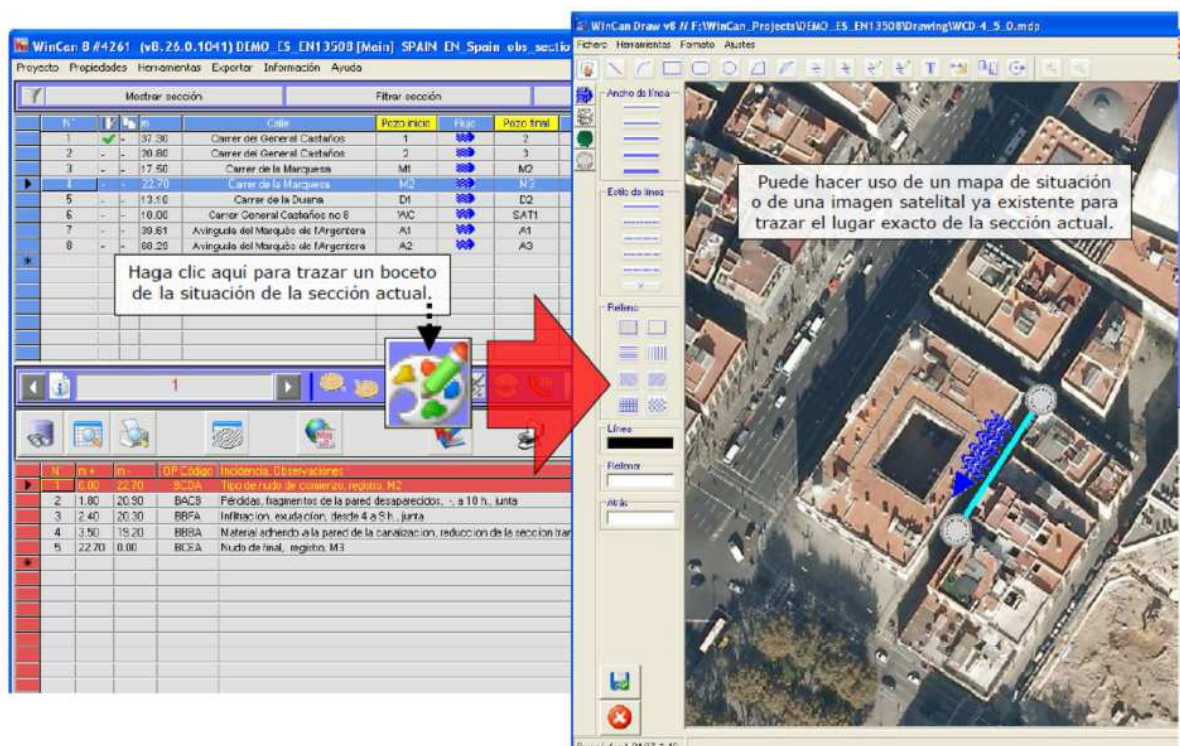 WinCan 8 #4261 (v8.26.0.1041) DEMO_ES_EN13508 [Main] SPAIN EN_Spain obs_sectio
Proyecto Propiedades Herramientas Exportar Información Ayuda
Mostrar sección Filtrar sección
N° m Calle Pozo inicio Flujo Pozo final
1 - 37.30 Carrer del General Castaños 1 2
2 - - 20.80 Carrer del General Castaños 2 3
3 - - 17.50 Carrer de la Marquesa M1 M2
4 - - 22.70 Carrer de la Marquesa M2 M3
5 - - 13.10 Carrer de la Duana D1 D2
6 - - 10.00 Carrer General Castaños no 8 WC SAT1
7 - - 39.61 Avinguda del Marquès de l'Argentera A1 A1
8 - - 68.29 Avinguda del Marquès de l'Argentera A2 A3
Haga clic aquí para trazar un boceto
de la situación de la sección actual.
1
N m + m - OP Código Incidencia, Observaciones
1 0.00 22.70 BCDA Tipo de nudo de comienzo, registro, M2
2 1.80 20.90 BACB Pérdidas, fragmentos de la pared desaparecidos, -, a 10 h., junta
3 2.40 20.30 BBFA Infiltracion, exudacion, desde 4 a 5 h., junta
4 3.50 19.20 BBBA Material adherido a la pared de la canalizacion, reduccion de la seccion tran
5 22.70 0.00 BCEA Nudo de final, registro, M3
WinCan Draw v8 // F:\WinCan_Projects\DEMO_ES_EN13508\Drawing\WCD-4_5_0.mdp
Fichero Herramientas Formato Ajustes
T
Ancho de línea
Estilo de línea
Relleno
Línea
Rellenar
Atrás
Puede hacer uso de un mapa de situación
o de una imagen satelital ya existente para
trazar el lugar exacto de la sección actual.